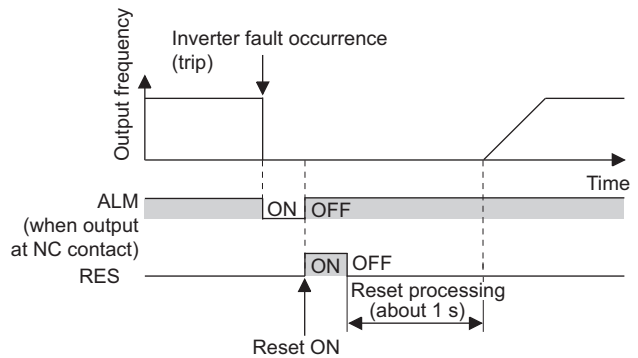 Inverter fault occurrence
(trip)
Output frequency
Time
ALM
(when output
at NC contact)
ON OFF
RES
ON OFF
Reset processing
(about 1 s)
Reset ON